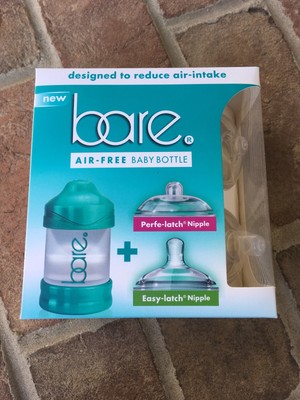 designed to reduce air-intake
new
bare®
AIR-FREE BABY BOTTLE
bare®
+
Perfe-latch® Nipple
Easy-latch® Nipple